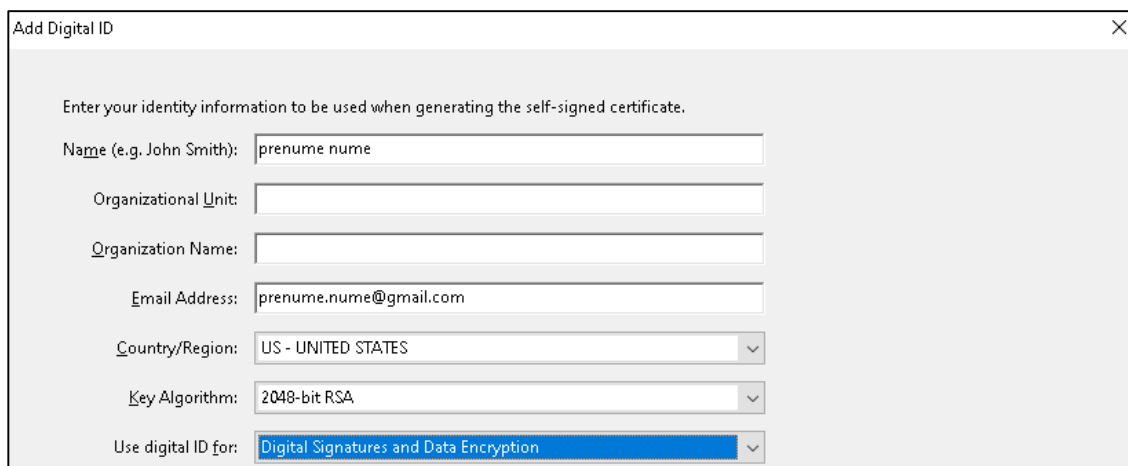 Add Digital ID
Enter your identity information to be used when generating the self-signed certificate.
Name (e.g. John Smith): prenume nume
Organizational Unit:
Organization Name:
Email Address: prenume.nume@gmail.com
Country/Region: US - UNITED STATES
Key Algorithm: 2048-bit RSA
Use digital ID for: Digital Signatures and Data Encryption